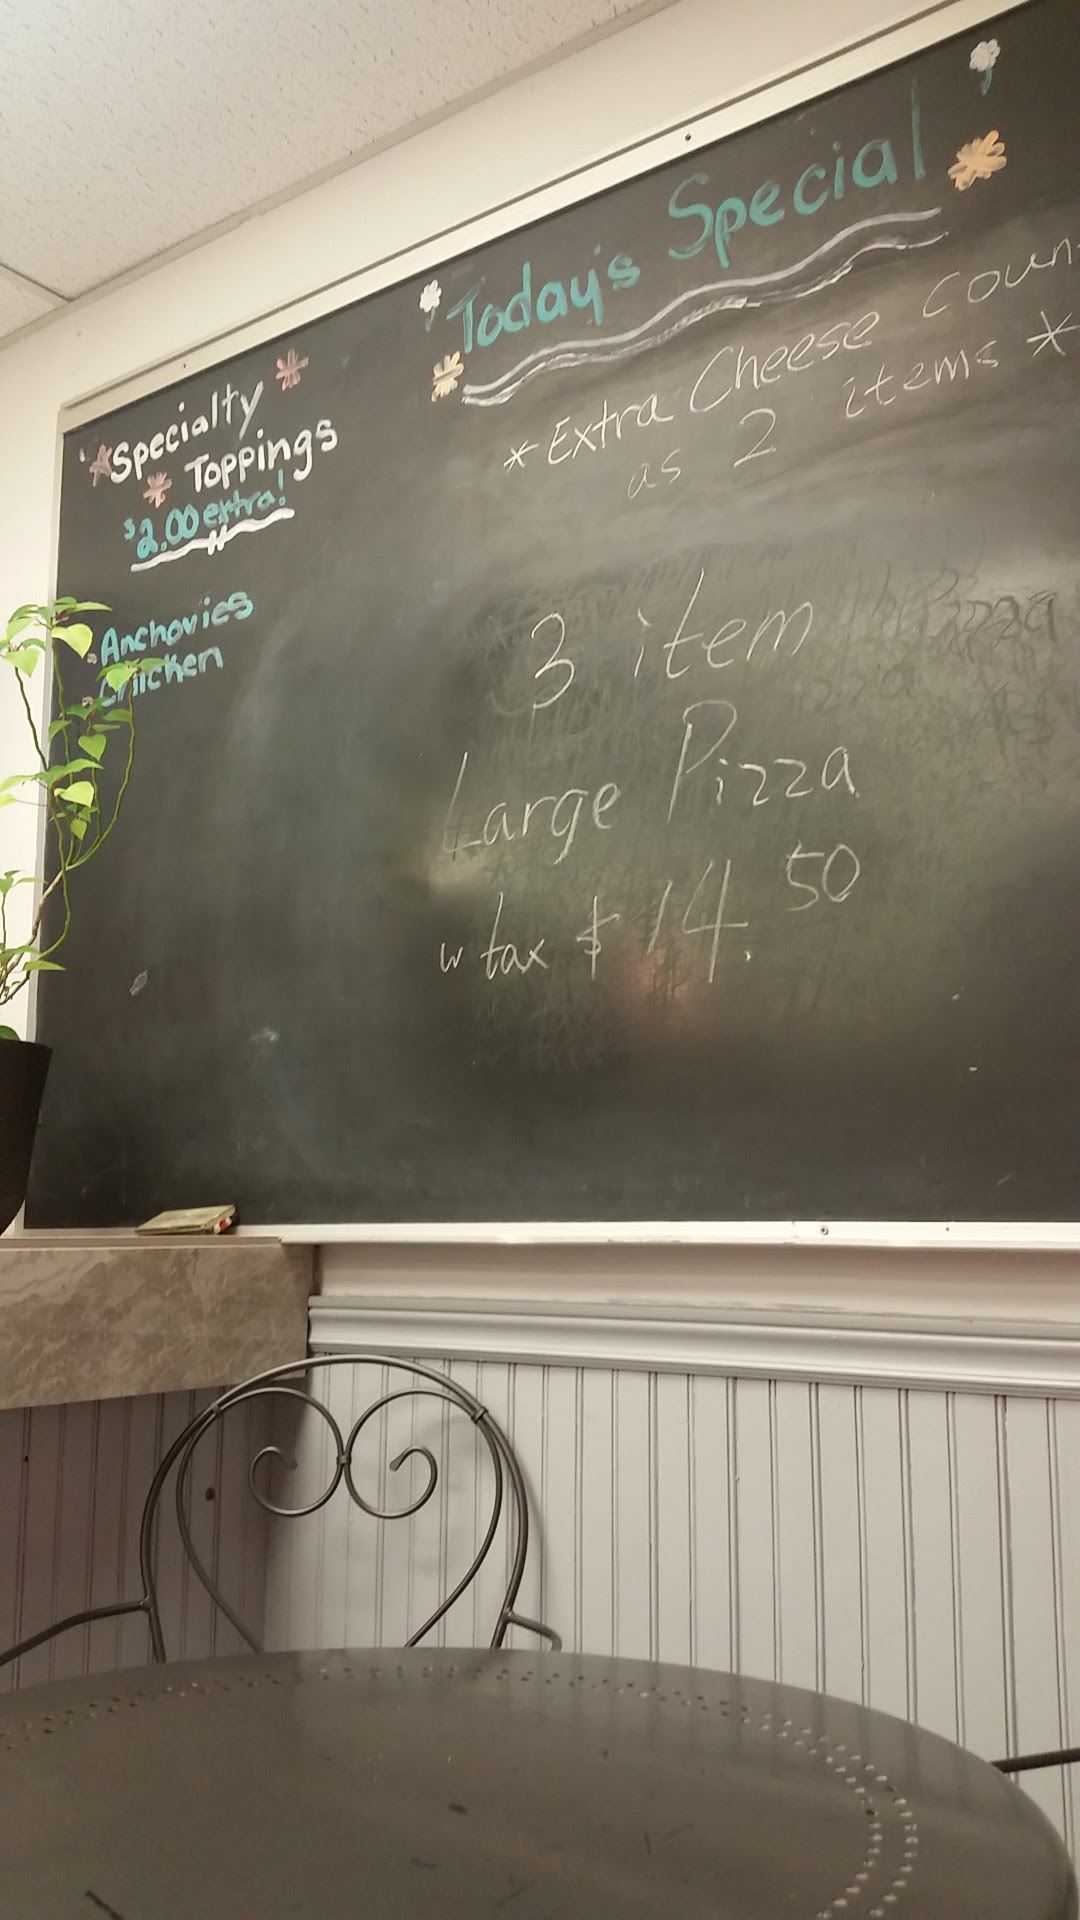 Today's Special
*Extra Cheese coun
as 2 items *
3 item
Large Pizza
w tax $14.50
Specialty
Toppings
$2.00 extra!
Anchovies
Chicken